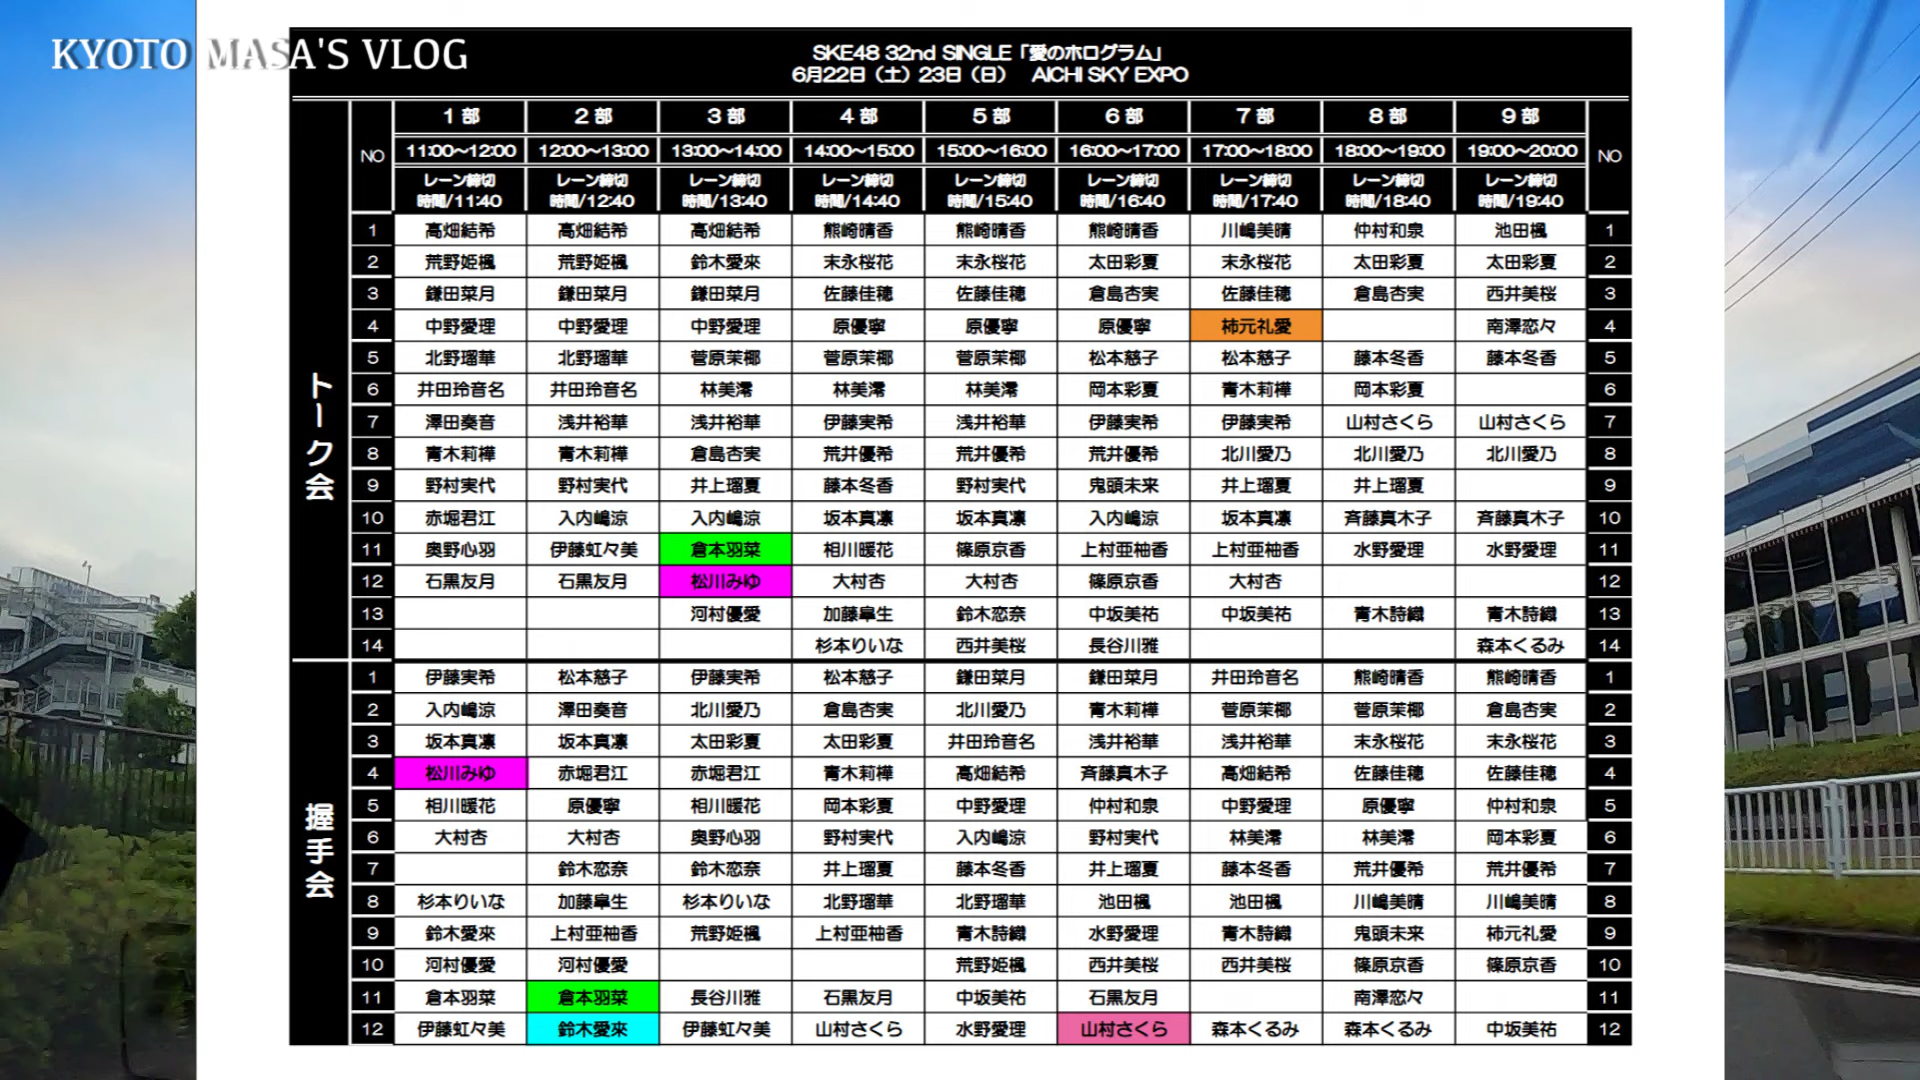 KYOTO MASA'S VLOG
SKE48 32nd SINGLE「愛のホログラム」
6月22日（土）23日（日） AICHI SKY EXPO
NO 1部 2部 3部 4部 5部 6部 7部 8部 9部 NO
11:00〜12:00 12:00〜13:00 13:00〜14:00 14:00〜15:00 15:00〜16:00 16:00〜17:00 17:00〜18:00 18:00〜19:00 19:00〜20:00
レーン締切 レーン締切 レーン締切 レーン締切 レーン締切 レーン締切 レーン締切 レーン締切 レーン締切
時間/11:40 時間/12:40 時間/13:40 時間/14:40 時間/15:40 時間/16:40 時間/17:40 時間/18:40 時間/19:40
トーク会
1 高畑結希 高畑結希 高畑結希 熊崎晴香 熊崎晴香 熊崎晴香 川嶋美晴 仲村和泉 池田楓 1
2 荒野姫楓 荒野姫楓 鈴木愛來 末永桜花 末永桜花 太田彩夏 末永桜花 太田彩夏 太田彩夏 2
3 鎌田菜月 鎌田菜月 鎌田菜月 佐藤佳穂 佐藤佳穂 倉島杏実 佐藤佳穂 倉島杏実 西井美桜 3
4 中野愛理 中野愛理 中野愛理 原優寧 原優寧 原優寧 柿元礼愛 南澤恋々 4
5 北野瑠華 北野瑠華 菅原茉椰 菅原茉椰 菅原茉椰 松本慈子 松本慈子 藤本冬香 藤本冬香 5
6 井田玲音名 井田玲音名 林美澪 林美澪 林美澪 岡本彩夏 青木莉樺 岡本彩夏 6
7 澤田奏音 浅井裕華 浅井裕華 伊藤実希 浅井裕華 伊藤実希 伊藤実希 山村さくら 山村さくら 7
8 青木莉樺 青木莉樺 倉島杏実 荒井優希 荒井優希 荒井優希 北川愛乃 北川愛乃 北川愛乃 8
9 野村実代 野村実代 井上瑠夏 藤本冬香 野村実代 鬼頭未来 井上瑠夏 井上瑠夏 9
10 赤堀君江 入内嶋涼 入内嶋涼 坂本真凛 坂本真凛 入内嶋涼 坂本真凛 斉藤真木子 斉藤真木子 10
11 奥野心羽 伊藤虹々美 倉本羽菜 相川暖花 篠原京香 上村亜柚香 上村亜柚香 水野愛理 水野愛理 11
12 石黒友月 石黒友月 松川みゆ 大村杏 大村杏 篠原京香 大村杏 12
13 河村優愛 加藤皐生 鈴木恋奈 中坂美祐 中坂美祐 青木詩織 青木詩織 13
14 杉本りいな 西井美桜 長谷川雅 森本くるみ 14
握手会
1 伊藤実希 松本慈子 伊藤実希 松本慈子 鎌田菜月 鎌田菜月 井田玲音名 熊崎晴香 熊崎晴香 1
2 入内嶋涼 澤田奏音 北川愛乃 倉島杏実 北川愛乃 青木莉樺 菅原茉椰 菅原茉椰 倉島杏実 2
3 坂本真凛 坂本真凛 太田彩夏 太田彩夏 井田玲音名 浅井裕華 浅井裕華 末永桜花 末永桜花 3
4 松川みゆ 赤堀君江 赤堀君江 青木莉樺 高畑結希 斉藤真木子 高畑結希 佐藤佳穂 佐藤佳穂 4
5 相川暖花 原優寧 相川暖花 岡本彩夏 中野愛理 仲村和泉 中野愛理 原優寧 仲村和泉 5
6 大村杏 大村杏 奥野心羽 野村実代 入内嶋涼 野村実代 林美澪 林美澪 岡本彩夏 6
7 鈴木恋奈 鈴木恋奈 井上瑠夏 藤本冬香 井上瑠夏 藤本冬香 荒井優希 荒井優希 7
8 杉本りいな 加藤皐生 杉本りいな 北野瑠華 北野瑠華 池田楓 池田楓 川嶋美晴 川嶋美晴 8
9 鈴木愛來 上村亜柚香 荒野姫楓 上村亜柚香 青木詩織 水野愛理 青木詩織 鬼頭未来 柿元礼愛 9
10 河村優愛 河村優愛 荒野姫楓 西井美桜 西井美桜 篠原京香 篠原京香 10
11 倉本羽菜 倉本羽菜 長谷川雅 石黒友月 中坂美祐 石黒友月 南澤恋々 11
12 伊藤虹々美 鈴木愛來 伊藤虹々美 山村さくら 水野愛理 山村さくら 森本くるみ 森本くるみ 中坂美祐 12